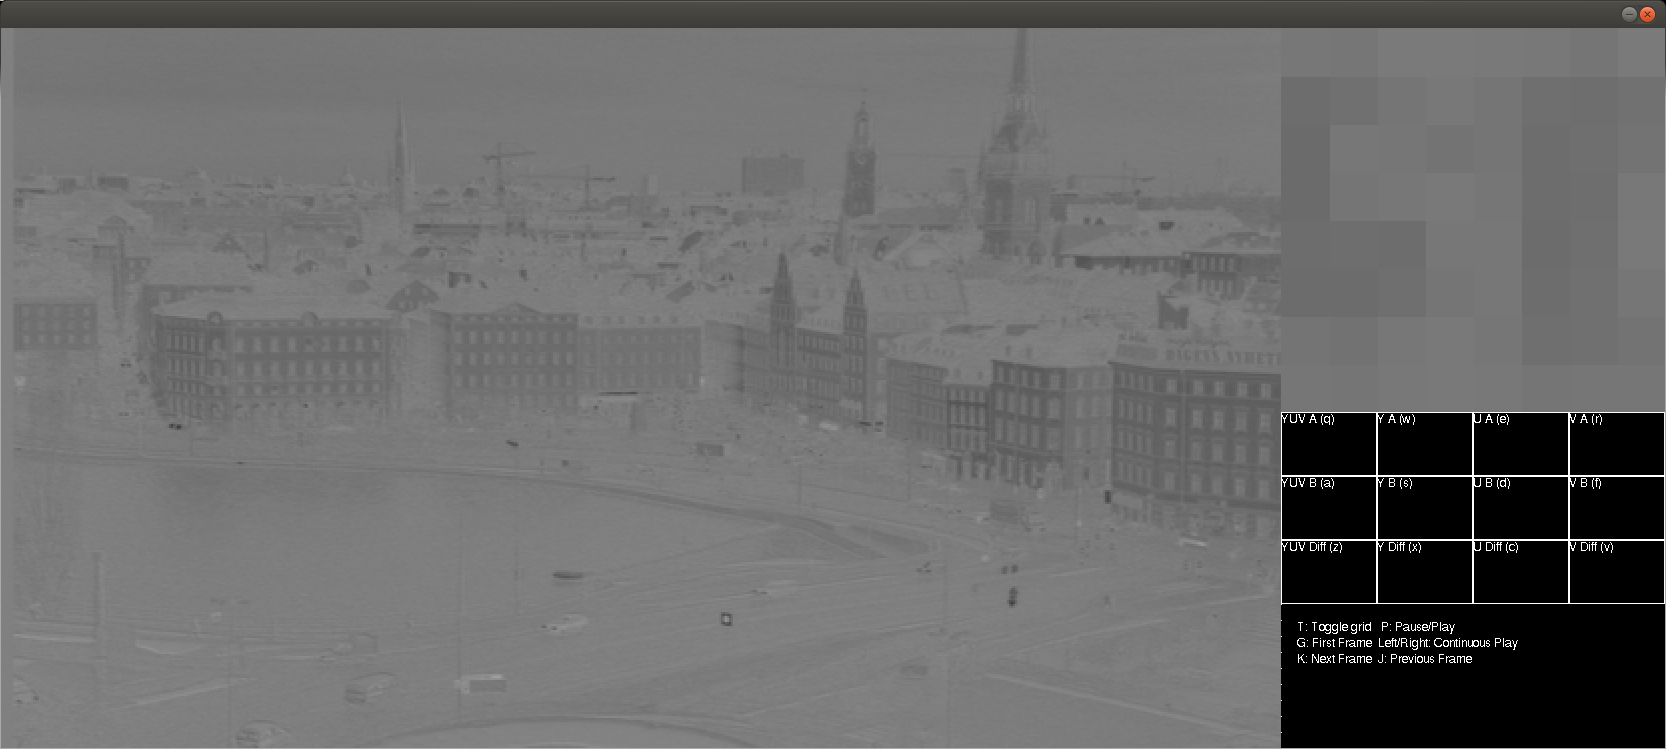 YUV A (q) Y A (w) U A (e) V A (r)
YUV B (a) Y B (s) U B (d) V B (f)
YUV Diff (z) Y Diff (x) U Diff (c) V Diff (v)
T: Toggle grid P: Pause/Play
G: First Frame Left/Right: Continuous Play
K: Next Frame J: Previous Frame